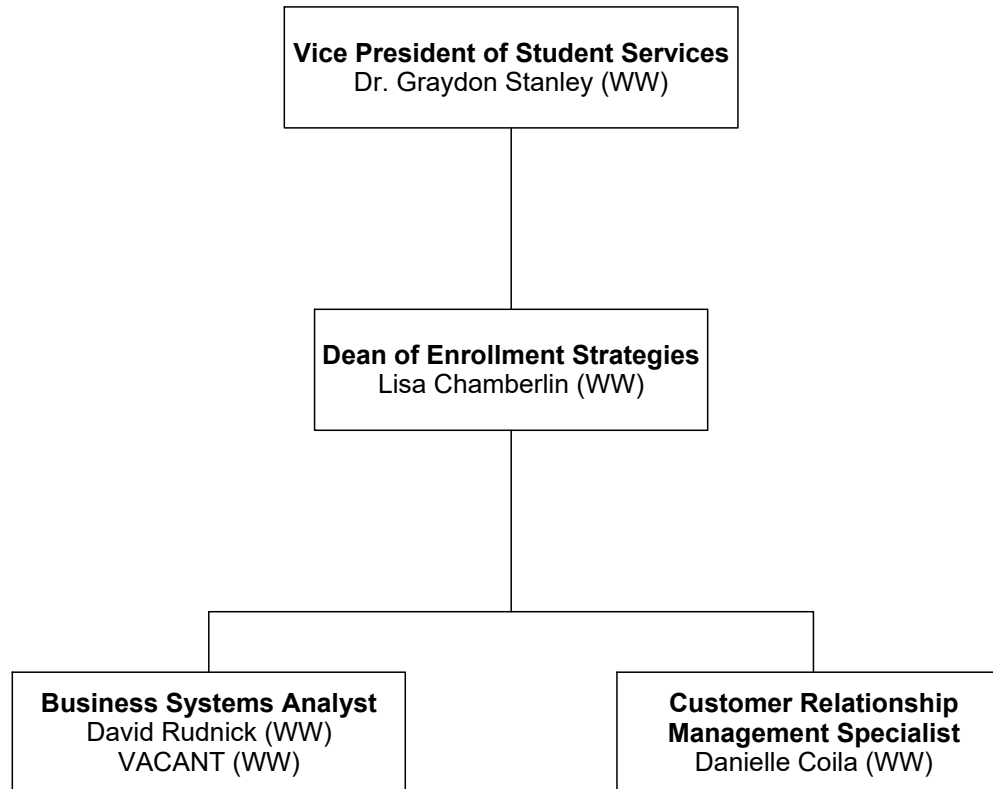 Vice President of Student Services
Dr. Graydon Stanley (WW)
Dean of Enrollment Strategies
Lisa Chamberlin (WW)
Business Systems Analyst
David Rudnick (WW)
VACANT (WW)
Customer Relationship
Management Specialist
Danielle Coila (WW)